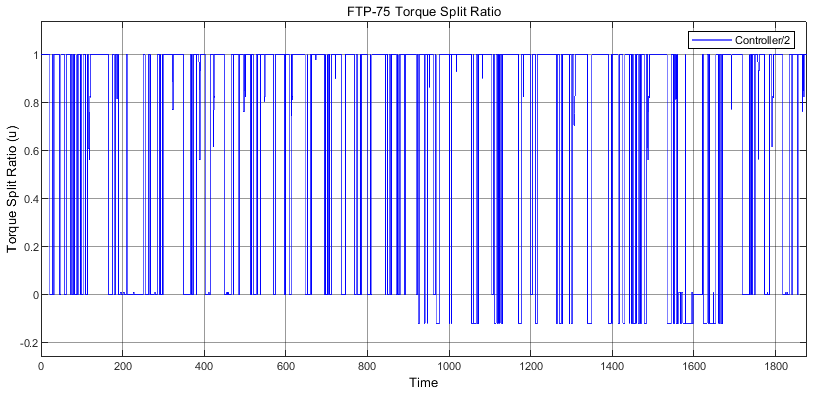 FTP-75 Torque Split Ratio
Controller/2
1
0.8
0.6
0.4
0.2
0
-0.2
Torque Split Ratio (u)
0 200 400 600 800 1000 1200 1400 1600 1800
Time